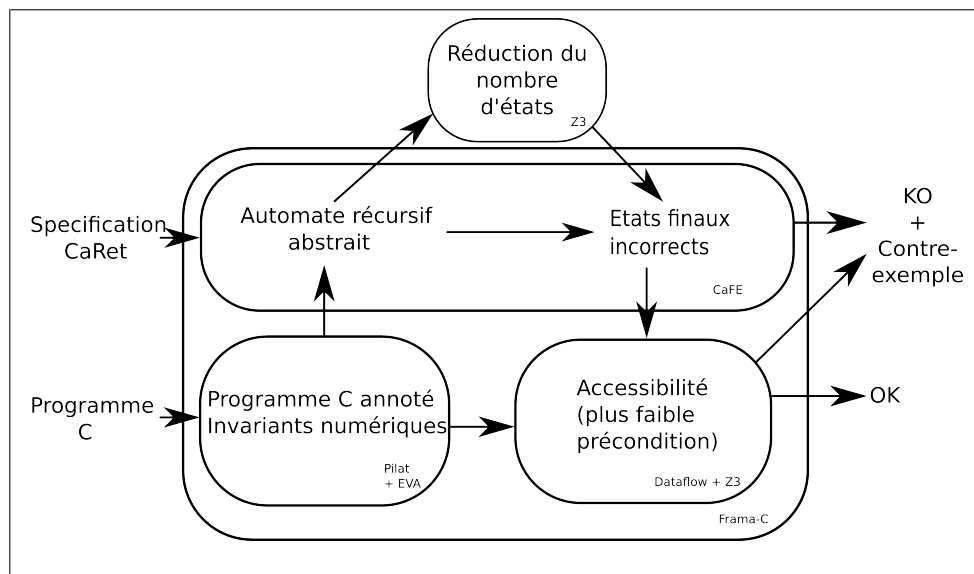 Réduction du
nombre
d'états
Z3
Specification
CaRet
Automate récursif
abstrait
Etats finaux
incorrects
CaFE
KO
+
Contre-
exemple
Programme
C
Programme C annoté
Invariants numériques
Pilat
+ EVA
Accessibilité
(plus faible
précondition)
Dataflow + Z3
OK
Frama-C